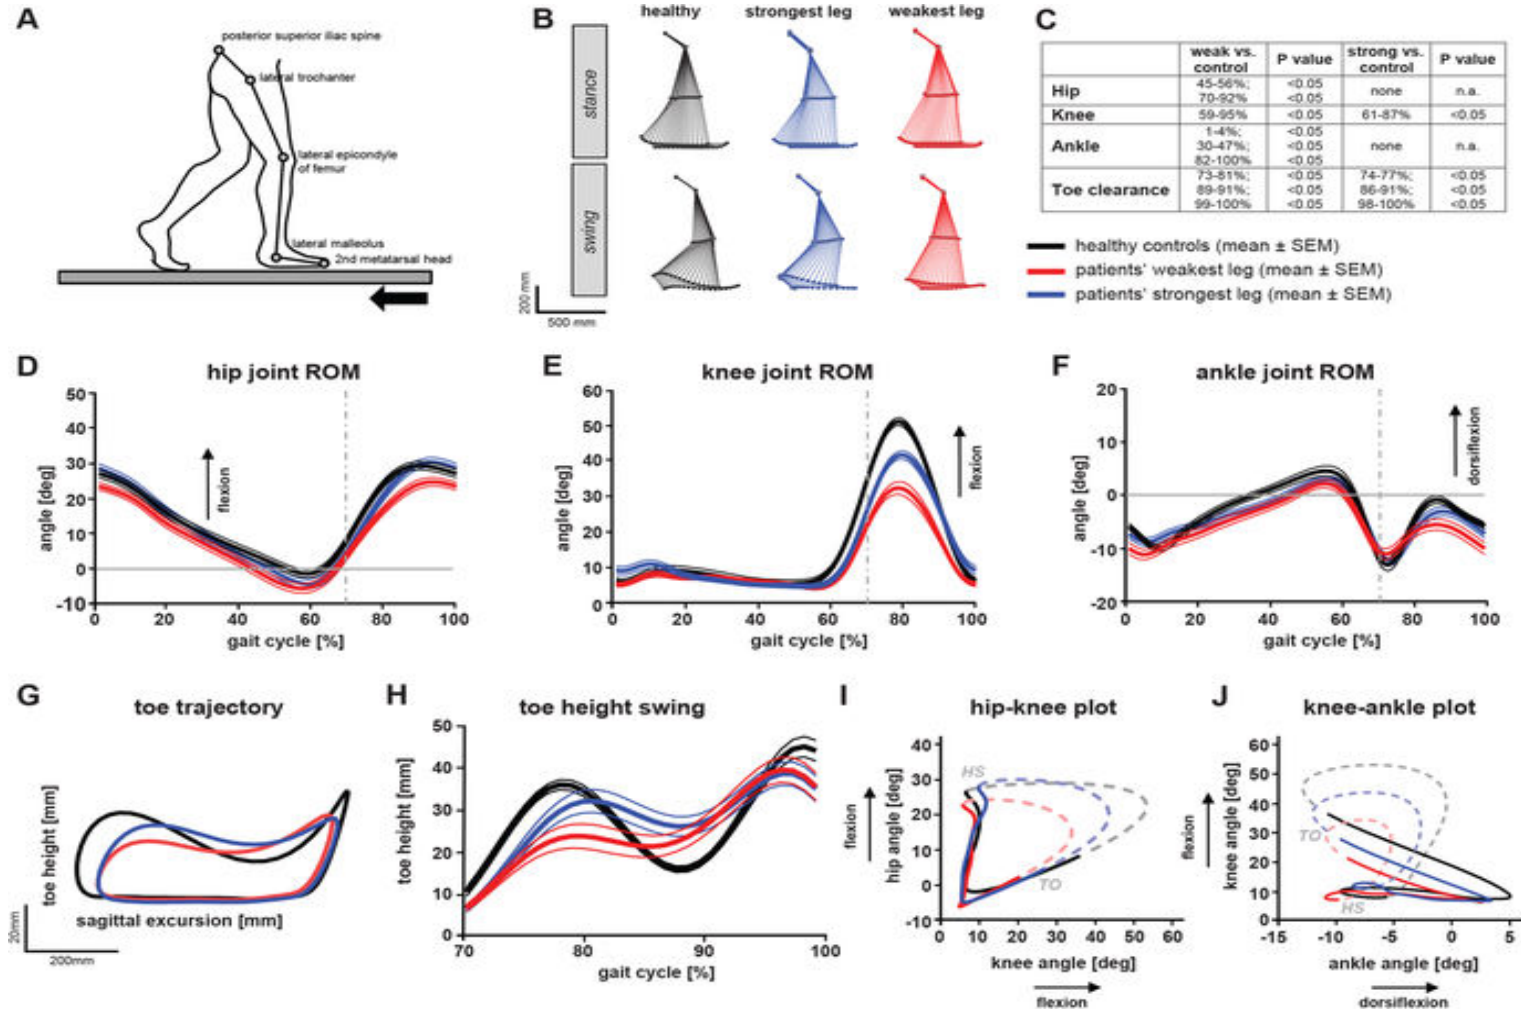 A
posterior superior iliac spine
lateral trochanter
lateral epicondyle
of femur
lateral malleolus
2nd metatarsal head
B
healthy
strongest leg
weakest leg
stance
swing
200 mm
500 mm
C
weak vs. control
P value
strong vs. control
P value
Hip
45-56%;
70-92%
<0.05
<0.05
none
n.a.
Knee
59-95%
<0.05
61-87%
<0.05
Ankle
1-4%;
30-47%;
82-100%
<0.05
<0.05
<0.05
none
n.a.
Toe clearance
73-81%;
89-91%;
99-100%
<0.05
<0.05
<0.05
74-77%;
86-91%;
98-100%
<0.05
<0.05
<0.05
healthy controls (mean ± SEM)
patients' weakest leg (mean ± SEM)
patients' strongest leg (mean ± SEM)
D
hip joint ROM
angle [deg]
50
40
30
20
10
0
-10
flexion
0 20 40 60 80 100
gait cycle [%]
E
knee joint ROM
angle [deg]
60
50
40
30
20
10
0
flexion
0 20 40 60 80 100
gait cycle [%]
F
ankle joint ROM
angle [deg]
20
10
0
-10
-20
dorsiflexion
0 20 40 60 80 100
gait cycle [%]
G
toe trajectory
toe height [mm]
sagittal excursion [mm]
20mm
200mm
H
toe height swing
toe height [mm]
50
40
30
20
10
0
70 80 90 100
gait cycle [%]
I
hip-knee plot
flexion
hip angle [deg]
40
30
20
10
0
-10
HS
TO
0 10 20 30 40 50 60
knee angle [deg]
flexion
J
knee-ankle plot
flexion
knee angle [deg]
60
50
40
30
20
10
0
TO
HS
-15 -10 -5 0 5
ankle angle [deg]
dorsiflexion